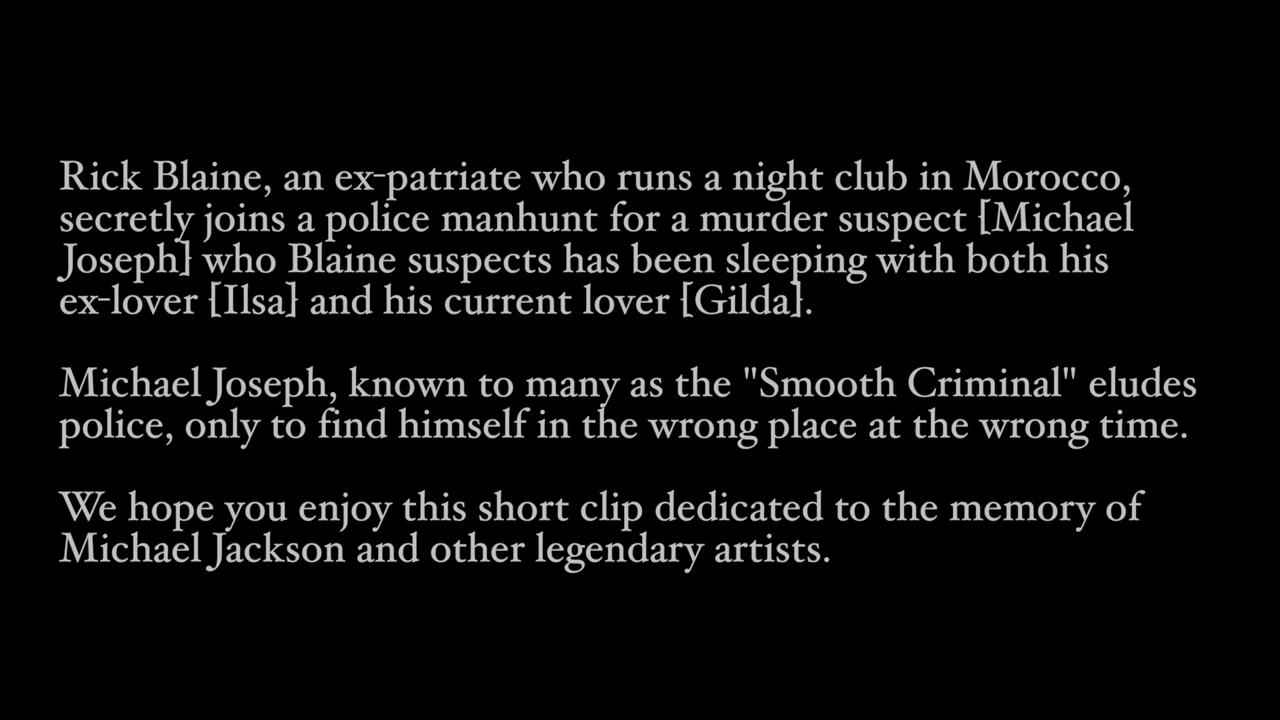 Rick Blaine, an ex-patriate who runs a night club in Morocco,
secretly joins a police manhunt for a murder suspect [Michael
Joseph] who Blaine suspects has been sleeping with both his
ex-lover [Ilsa] and his current lover [Gilda].
Michael Joseph, known to many as the "Smooth Criminal" eludes
police, only to find himself in the wrong place at the wrong time.
We hope you enjoy this short clip dedicated to the memory of
Michael Jackson and other legendary artists.